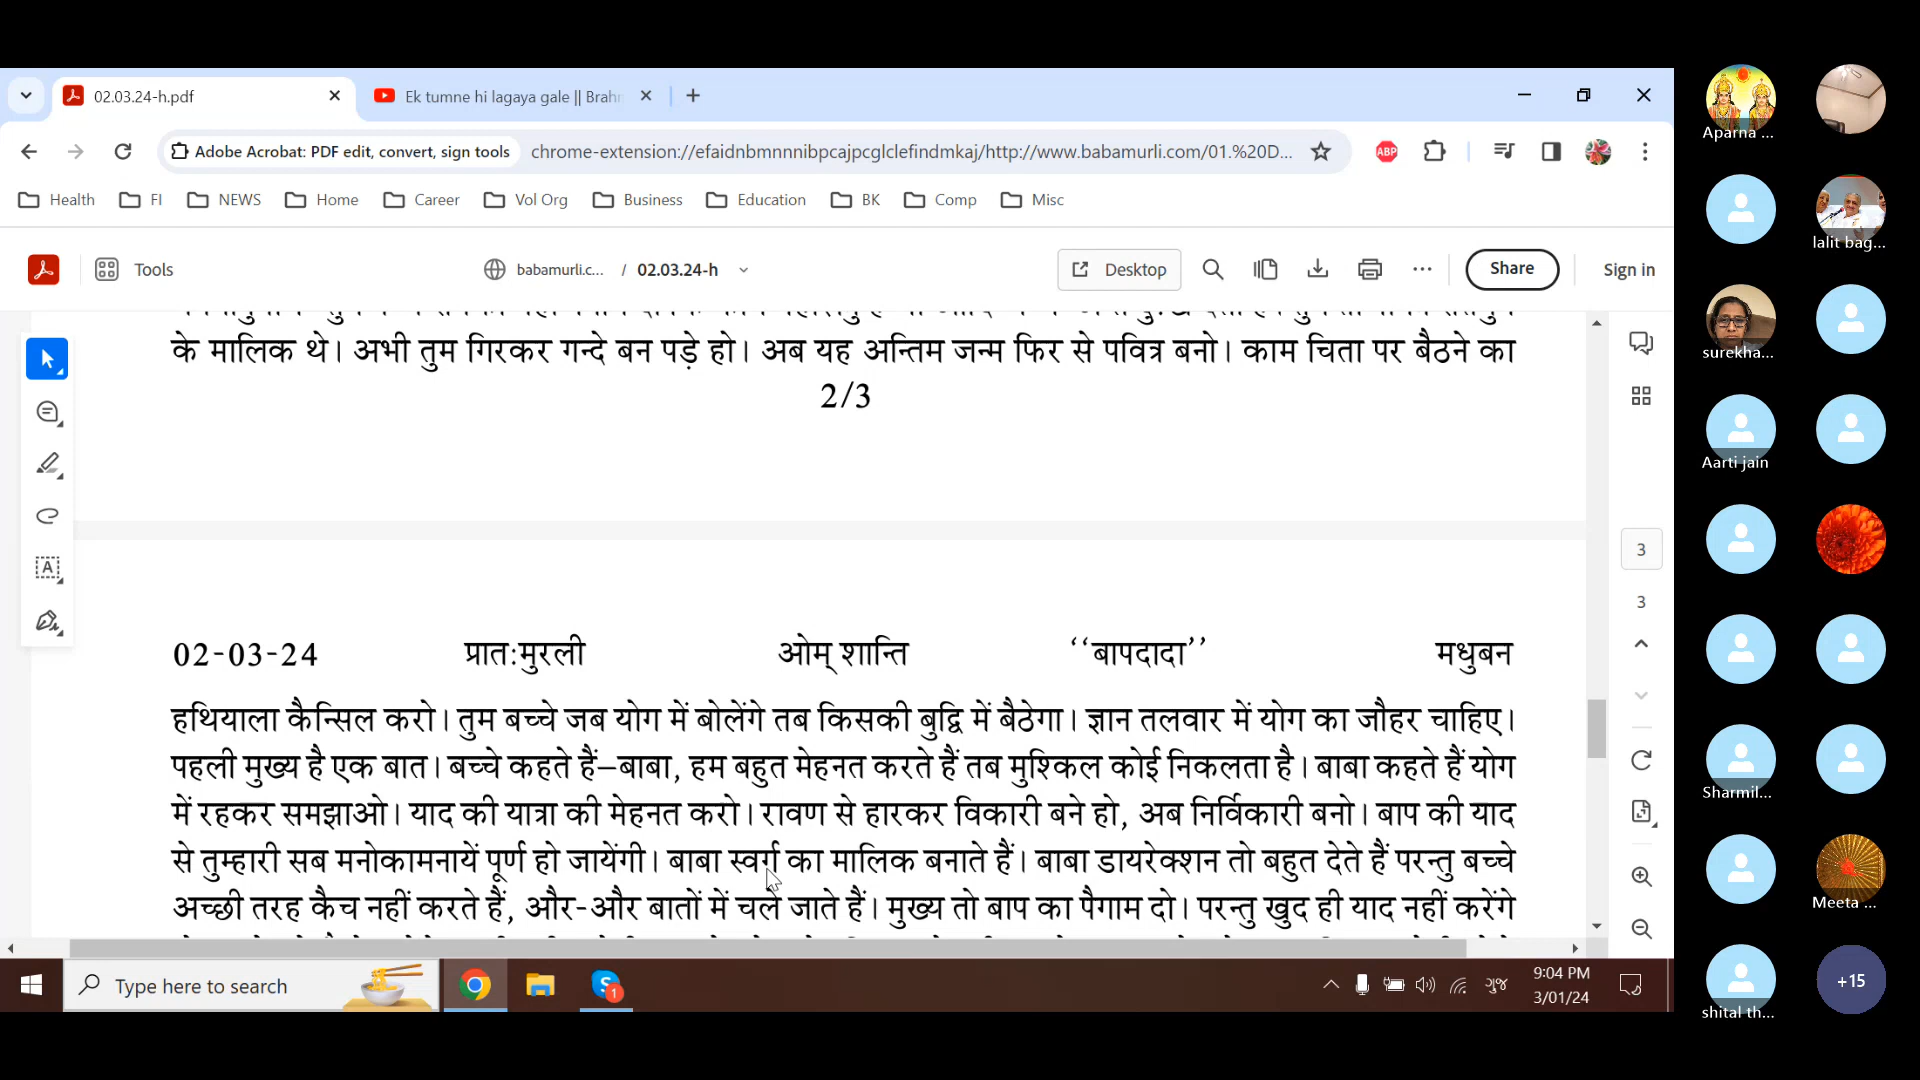 02.03.24-h.pdf
Ek tumne hi lagaya gale || Brahm
Adobe Acrobat: PDF edit, convert, sign tools
chrome-extension://efaidnbmnnnibpcajpcglclefindmkaj/http://www.babamurli.com/01.%20D...
ABP
Health
FI
NEWS
Home
Career
Vol Org
Business
Education
BK
Comp
Misc
Tools
babamurli.c... / 02.03.24-h
Desktop
Share
Sign in
के मालिक थे। अभी तुम गिरकर गन्दे बन पड़े हो। अब यह अन्तिम जन्म फिर से पवित्र बनो। काम चिता पर बैठने का
2/3
3
3
02-03-24 प्रातःमुरली ओम् शान्ति ‘‘बापदादा’’ मधुबन
हथियाला कैन्सिल करो। तुम बच्चे जब योग में बोलेंगे तब किसकी बुद्धि में बैठेगा। ज्ञान तलवार में योग का जौहर चाहिए।
पहली मुख्य है एक बात। बच्चे कहते हैं–बाबा, हम बहुत मेहनत करते हैं तब मुश्किल कोई निकलता है। बाबा कहते हैं योग
में रहकर समझाओ। याद की यात्रा की मेहनत करो। रावण से हारकर विकारी बने हो, अब निर्विकारी बनो। बाप की याद
से तुम्हारी सब मनोकामनायें पूर्ण हो जायेंगी। बाबा स्वर्ग का मालिक बनाते हैं। बाबा डायरेक्शन तो बहुत देते हैं परन्तु बच्चे
अच्छी तरह कैच नहीं करते हैं, और-और बातों में चले जाते हैं। मुख्य तो बाप का पैगाम दो। परन्तु खुद ही याद नहीं करेंगे
Type here to search
1
ગુજ
9:04 PM
3/01/24
Aparna ...
lalit bag...
surekha...
Aarti jain
Sharmil...
Meeta ...
shital th...
+15